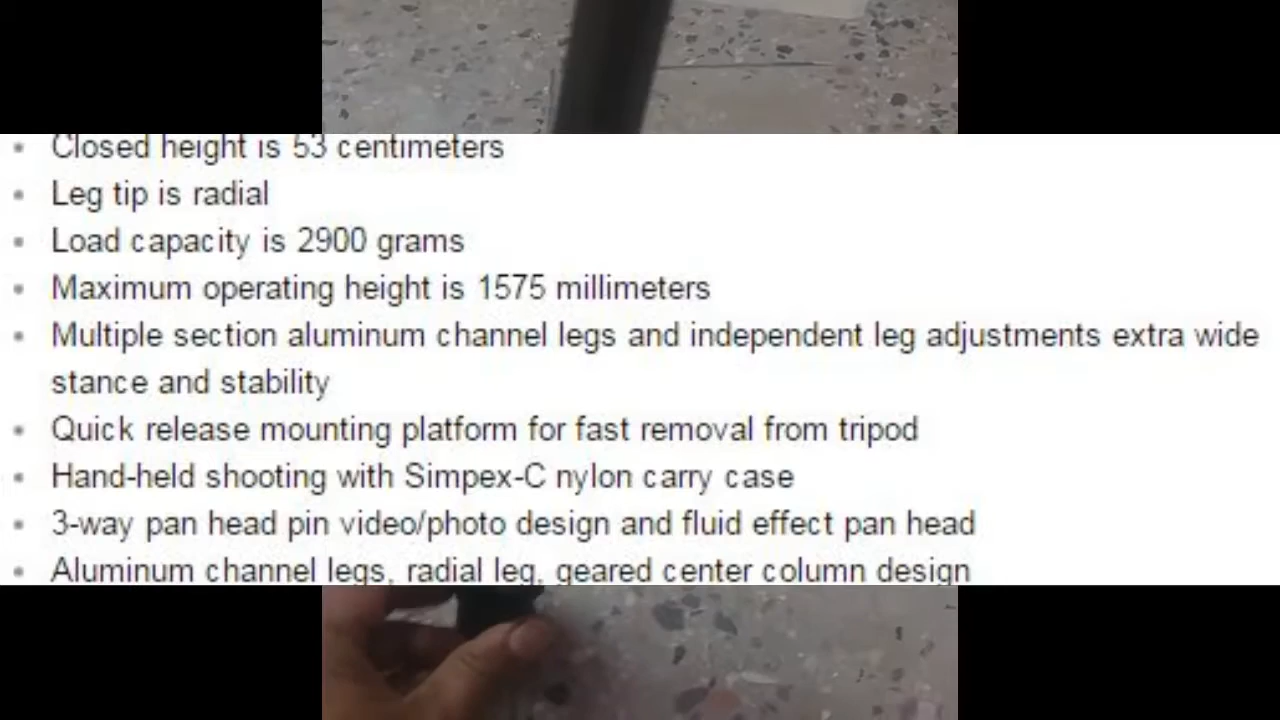 Closed height is 53 centimeters
Leg tip is radial
Load capacity is 2900 grams
Maximum operating height is 1575 millimeters
Multiple section aluminum channel legs and independent leg adjustments extra wide
stance and stability
Quick release mounting platform for fast removal from tripod
Hand-held shooting with Simpex-C nylon carry case
3-way pan head pin video/photo design and fluid effect pan head
Aluminum channel legs, radial leg, geared center column design